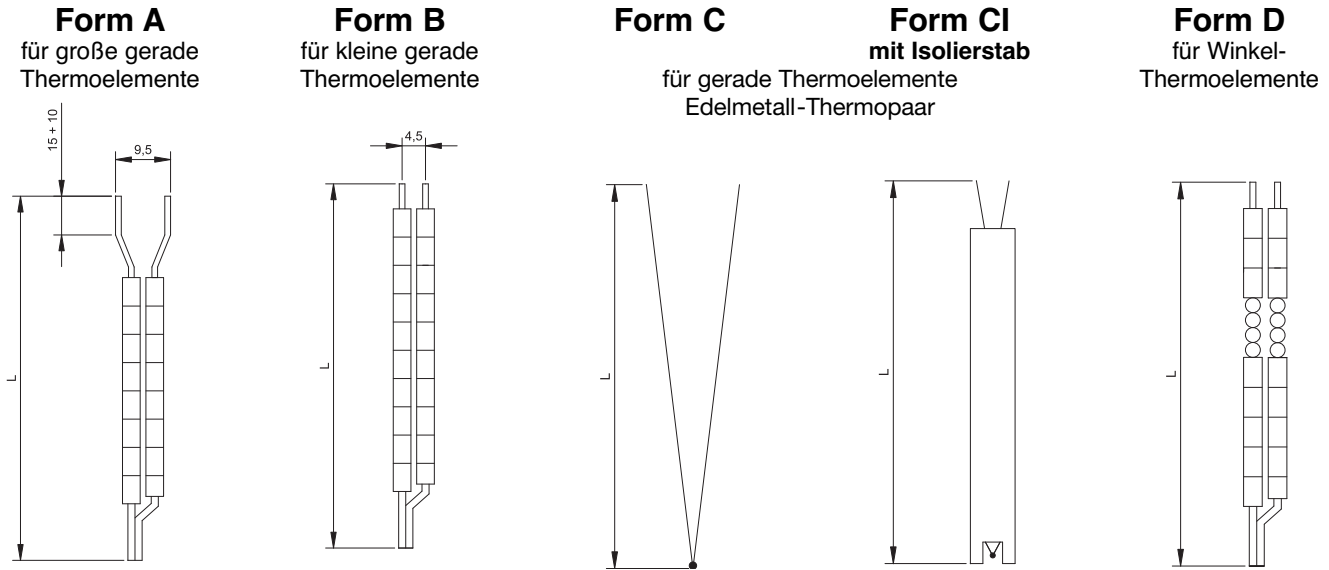 Form A
für große gerade
Thermoelemente
Form B
für kleine gerade
Thermoelemente
Form C
Form CI
mit Isolierstab
für gerade Thermoelemente
Edelmetall-Thermopaar
Form D
für Winkel-
Thermoelemente
15 + 10
9,5
L
4,5
L
L
L
L